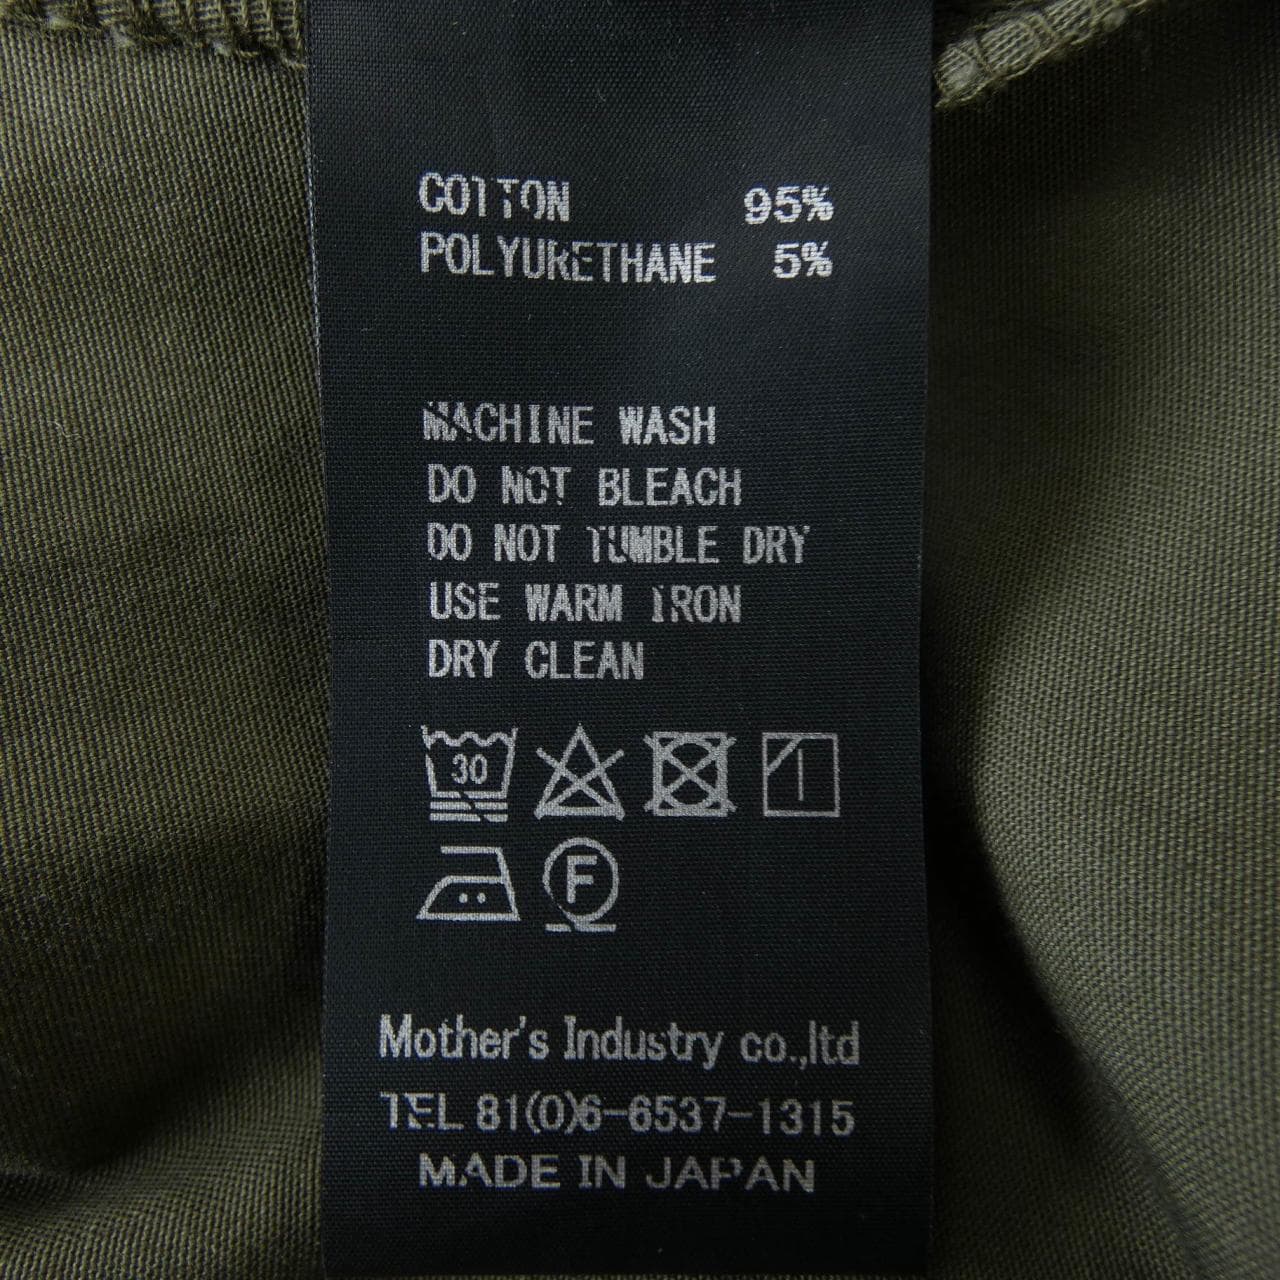 COTTON 95%
POLYURETHANE 5%
MACHINE WASH
DO NOT BLEACH
DO NOT TUMBLE DRY
USE WARM IRON
DRY CLEAN
30
F
Mother's Industry co.,ltd
TEL 81(0)6-6537-1315
MADE IN JAPAN